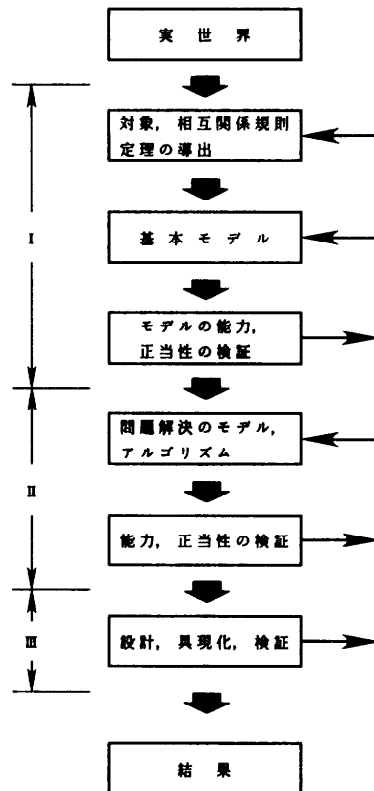 実世界
対象，相互関係規則
定理の導出
基本モデル
I
モデルの能力，
正当性の検証
問題解決のモデル，
アルゴリズム
II
能力，正当性の検証
III
設計，具現化，検証
結果